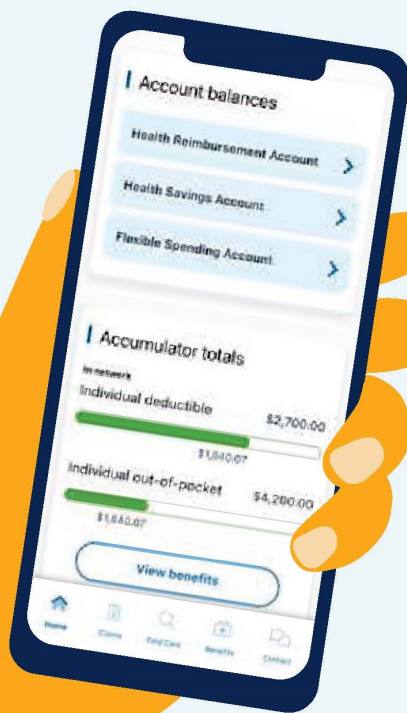 Account balances
Health Reimbursement Account
Health Savings Account
Flexible Spending Account
Accumulator totals
In-network
Individual deductible $2,700.00
$1,840.07
Individual out-of-pocket $4,200.00
$1,840.07
View benefits
Home Claims Find Care Benefits Contact